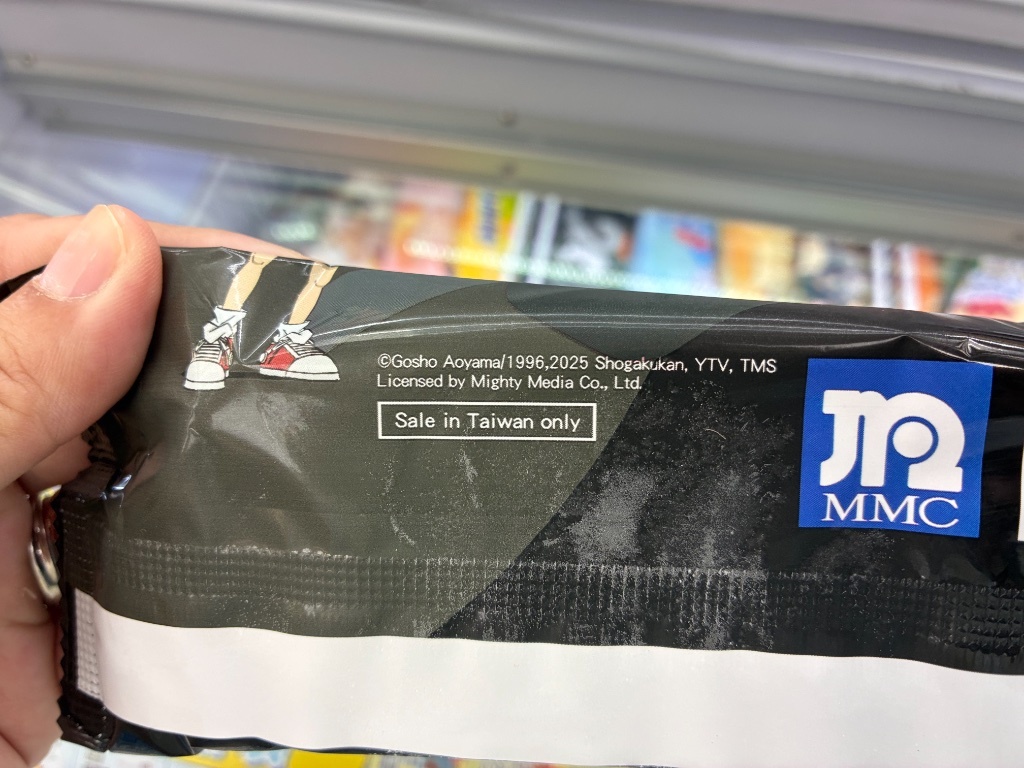 ©Gosho Aoyama/1996,2025 Shogakukan, YTV, TMS
Licensed by Mighty Media Co., Ltd.
Sale in Taiwan only
MMC